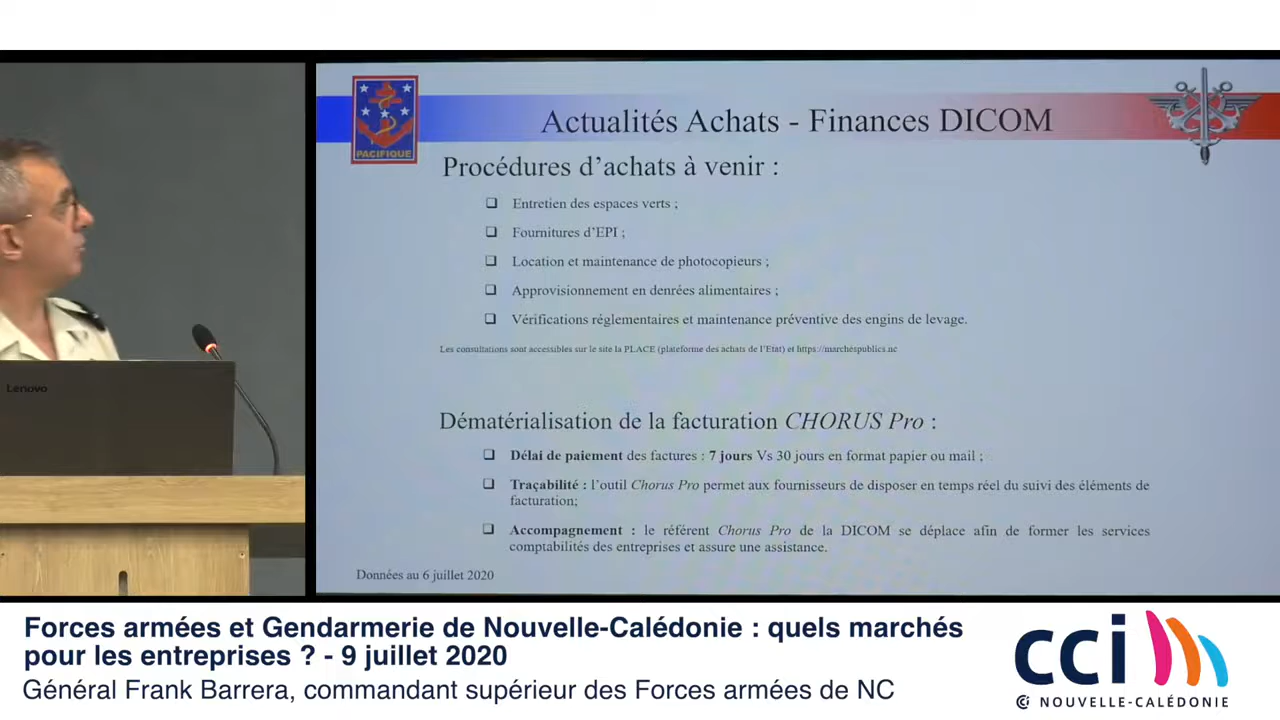 PACIFIQUE
Actualités Achats - Finances DICOM
Procédures d'achats à venir :
❑ Entretien des espaces verts ;
❑ Fournitures d'EPI ;
❑ Location et maintenance de photocopieurs ;
❑ Approvisionnement en denrées alimentaires ;
❑ Vérifications réglementaires et maintenance préventive des engins de levage.
Les consultations sont accessibles sur le site la PLACE (plateforme des achats de l'Etat) et https://marchéspublics.nc
Dématérialisation de la facturation CHORUS Pro :
❑ Délai de paiement des factures : 7 jours Vs 30 jours en format papier ou mail ;
❑ Traçabilité : l'outil Chorus Pro permet aux fournisseurs de disposer en temps réel du suivi des éléments de
facturation;
❑ Accompagnement : le référent Chorus Pro de la DICOM se déplace afin de former les services
comptabilités des entreprises et assure une assistance.
Données au 6 juillet 2020
Lenovo
Forces armées et Gendarmerie de Nouvelle-Calédonie : quels marchés
pour les entreprises ? - 9 juillet 2020
Général Frank Barrera, commandant supérieur des Forces armées de NC
cci
NOUVELLE-CALÉDONIE